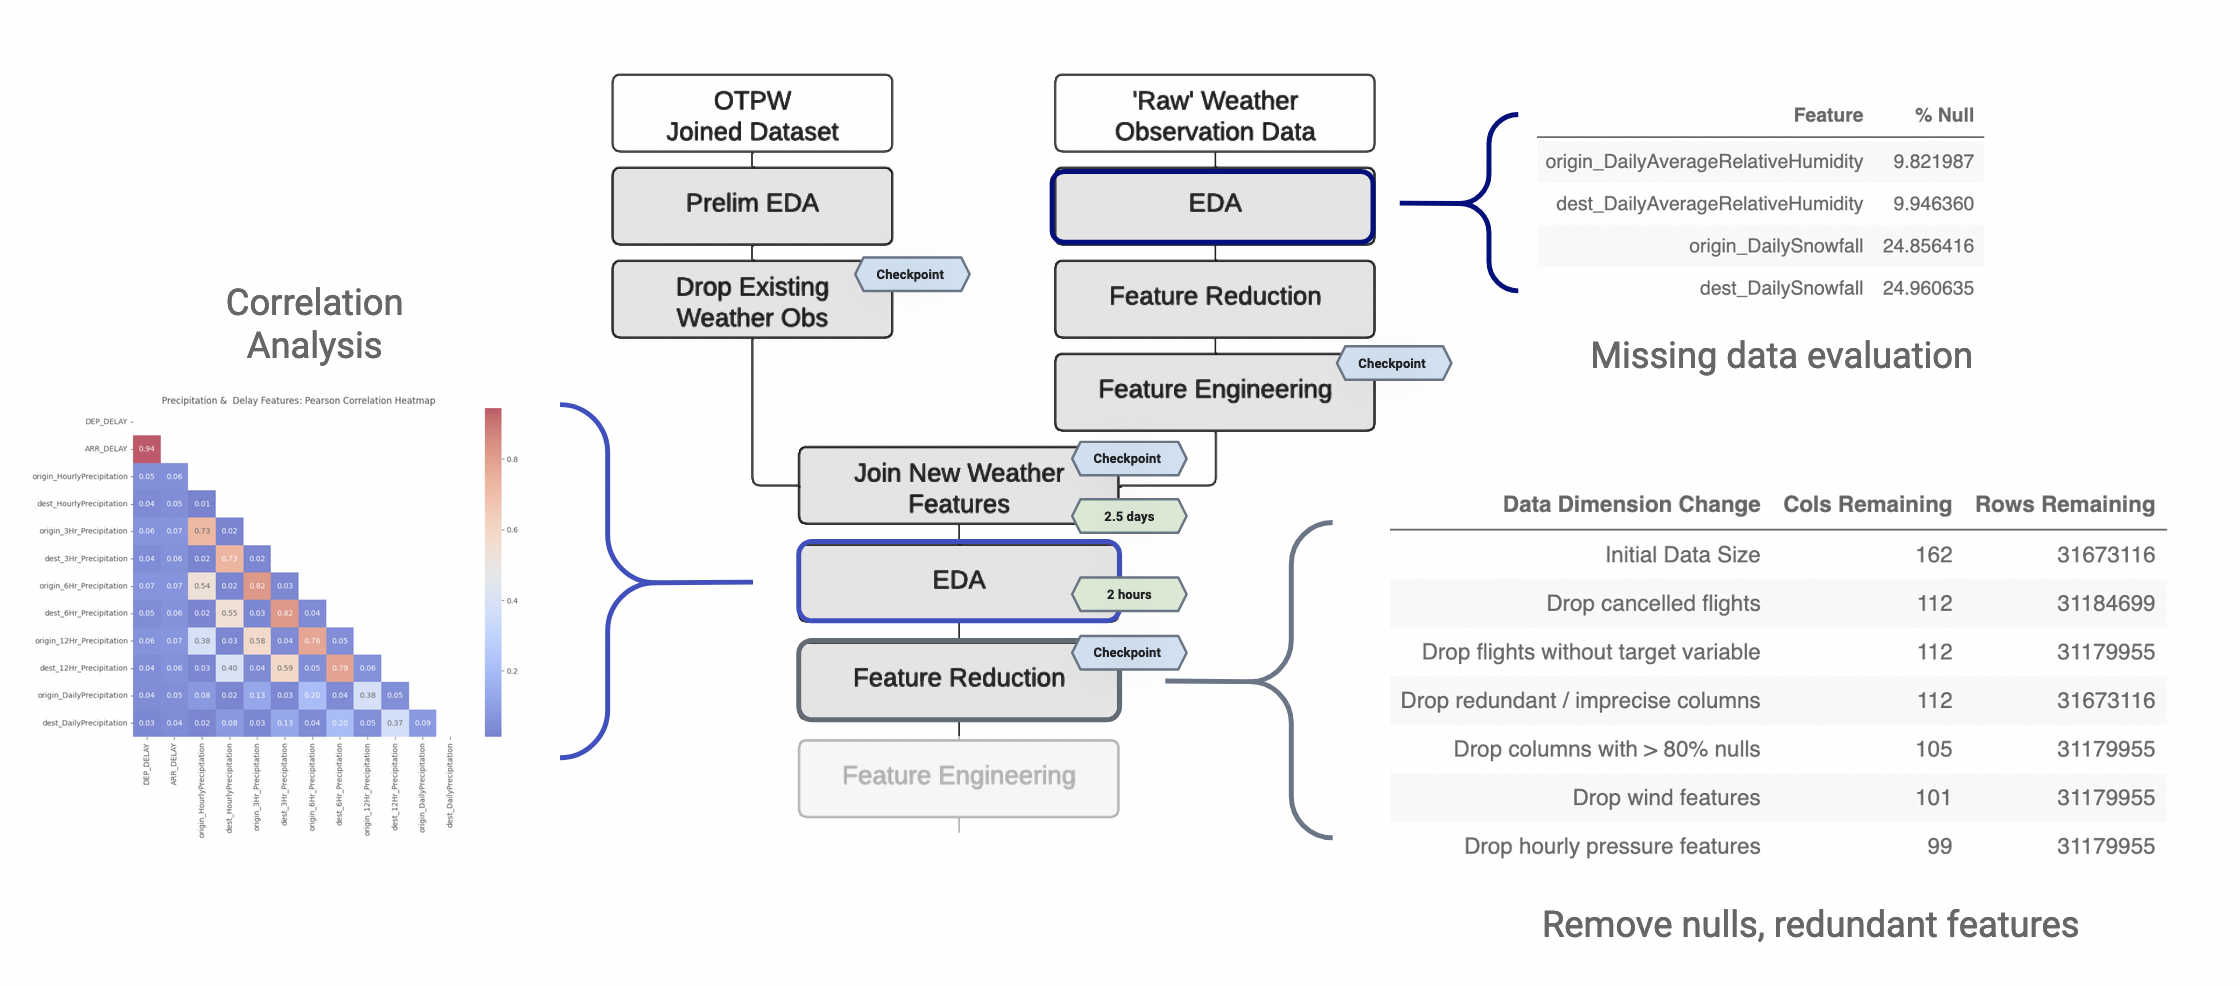 OTPW
Joined Dataset
Prelim EDA
Drop Existing
Weather Obs
Checkpoint
'Raw' Weather
Observation Data
EDA
Feature Reduction
Feature Engineering
Checkpoint
Join New Weather
Features
Checkpoint
2.5 days
EDA
2 hours
Feature Reduction
Checkpoint
Feature Engineering
Feature % Null
origin_DailyAverageRelativeHumidity 9.821987
dest_DailyAverageRelativeHumidity 9.946360
origin_DailySnowfall 24.856416
dest_DailySnowfall 24.960635
Missing data evaluation
Correlation
Analysis
Precipitation & Delay Features: Pearson Correlation Heatmap
DEP_DELAY
ARR_DELAY 0.94
origin_HourlyPrecipitation 0.05 0.06
dest_HourlyPrecipitation 0.04 0.05 0.01
origin_3Hr_Precipitation 0.06 0.07 0.73 0.02
dest_3Hr_Precipitation 0.04 0.06 0.02 0.73 0.02
origin_6Hr_Precipitation 0.07 0.07 0.54 0.02 0.82 0.03
dest_6Hr_Precipitation 0.05 0.06 0.02 0.55 0.03 0.82 0.04
origin_12Hr_Precipitation 0.06 0.07 0.38 0.03 0.58 0.04 0.78 0.05
dest_12Hr_Precipitation 0.04 0.06 0.03 0.40 0.04 0.59 0.05 0.79 0.06
origin_DailyPrecipitation 0.04 0.05 0.08 0.02 0.13 0.03 0.20 0.04 0.38 0.05
dest_DailyPrecipitation 0.03 0.04 0.02 0.08 0.03 0.13 0.04 0.20 0.05 0.37 0.09
DEP_DELAY
ARR_DELAY
origin_HourlyPrecipitation
dest_HourlyPrecipitation
origin_3Hr_Precipitation
dest_3Hr_Precipitation
origin_6Hr_Precipitation
dest_6Hr_Precipitation
origin_12Hr_Precipitation
dest_12Hr_Precipitation
origin_DailyPrecipitation
dest_DailyPrecipitation
0.8
0.6
0.4
0.2
Data Dimension Change Cols Remaining Rows Remaining
Initial Data Size 162 31673116
Drop cancelled flights 112 31184699
Drop flights without target variable 112 31179955
Drop redundant / imprecise columns 112 31673116
Drop columns with > 80% nulls 105 31179955
Drop wind features 101 31179955
Drop hourly pressure features 99 31179955
Remove nulls, redundant features